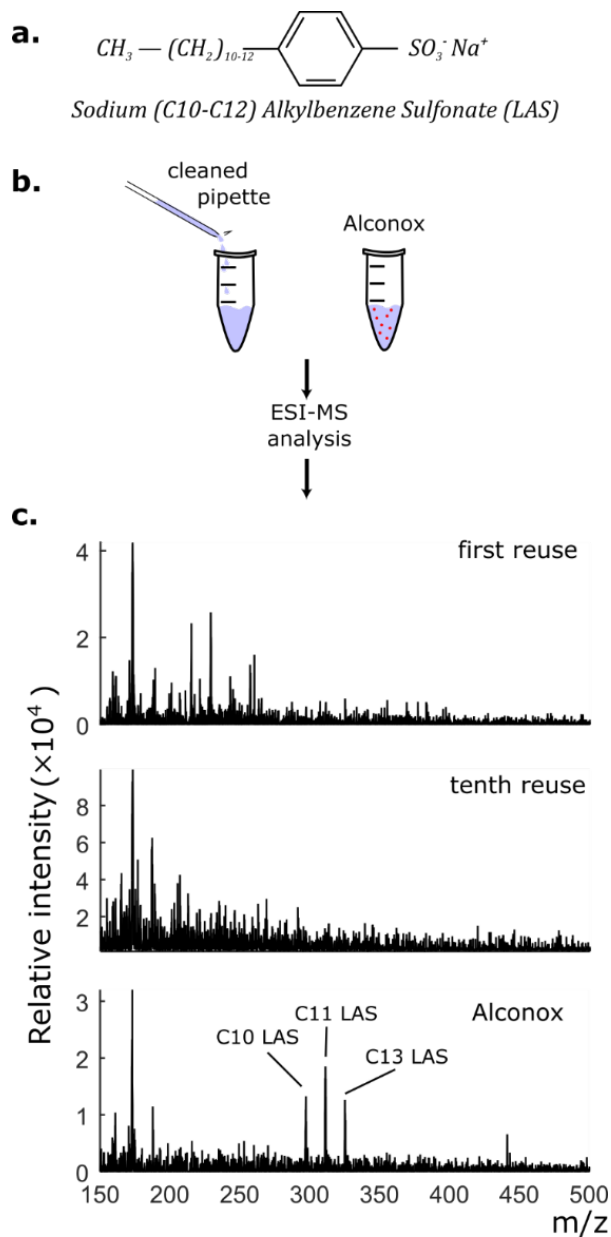 a.
CH₃ — (CH₂)₁₀₋₁₂ SO₃⁻ Na⁺
Sodium (C10-C12) Alkylbenzene Sulfonate (LAS)
b.
cleaned
pipette
Alconox
ESI-MS
analysis
c.
Relative intensity (×10⁴)
first reuse
4
2
0
tenth reuse
8
6
4
2
Alconox
C11 LAS
C10 LAS
C13 LAS
3
2
1
0
150 200 250 300 350 400 450 500
m/z